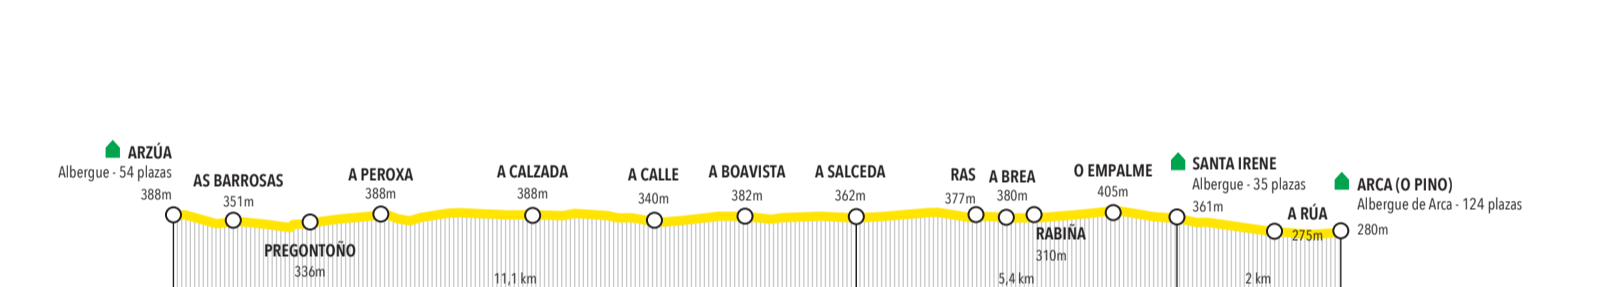 ARZÚA
Albergue - 54 plazas
388m
AS BARROSAS
351m
PREGONTOÑO
336m
A PEROXA
388m
A CALZADA
388m
11,1 km
A CALLE
340m
A BOAVISTA
382m
A SALCEDA
362m
RAS
377m
A BREA
380m
RABIÑA
310m
5,4 km
O EMPALME
405m
SANTA IRENE
Albergue - 35 plazas
361m
A RÚA
275m
2 km
ARCA (O PINO)
Albergue de Arca - 124 plazas
280m